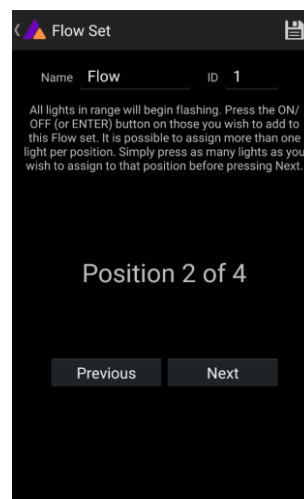 Flow Set
Name Flow ID 1
All lights in range will begin flashing. Press the ON/
OFF (or ENTER) button on those you wish to add to
this Flow set. It is possible to assign more than one
light per position. Simply press as many lights as you
wish to assign to that position before pressing Next.
Position 2 of 4
Previous Next